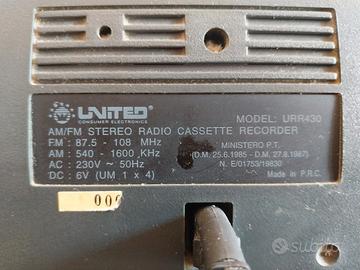 UNITED
CONSUMER ELECTRONICS
MODEL: URR430
AM/FM STEREO RADIO CASSETTE RECORDER
FM : 87.5 - 108 MHz
AM : 540 - 1600 KHz
AC : 230V ~ 50Hz
DC : 6V (UM 1 x 4)
MINISTERO P.T.
(D.M. 25.6.1985 - D.M. 27.8.1987)
N. E/01753/19830
Made in P.R.C.
subito